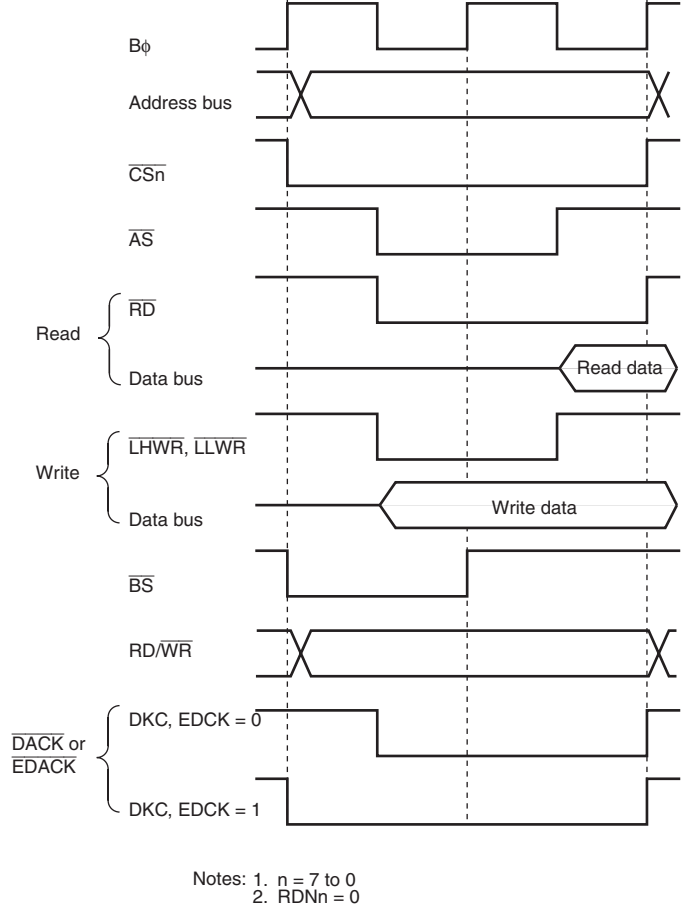 Bϕ
Address bus
CSn
AS
Read
RD
Data bus
Read data
Write
LHWR, LLWR
Data bus
Write data
BS
RD/WR
DACK or
EDACK
DKC, EDCK = 0
DKC, EDCK = 1
Notes: 1. n = 7 to 0
2. RDNn = 0